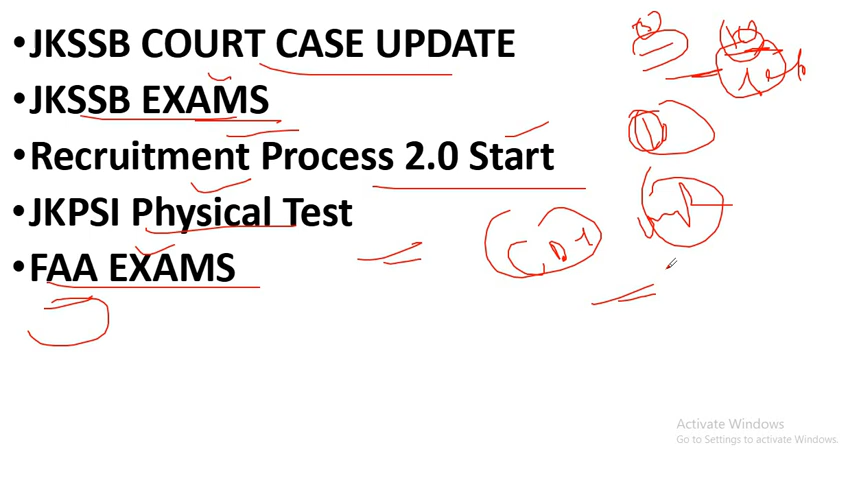 •JKSSB COURT CASE UPDATE
•JKSSB EXAMS
•Recruitment Process 2.0 Start
•JKPSI Physical Test
•FAA EXAMS
Activate Windows
Go to Settings to activate Windows.